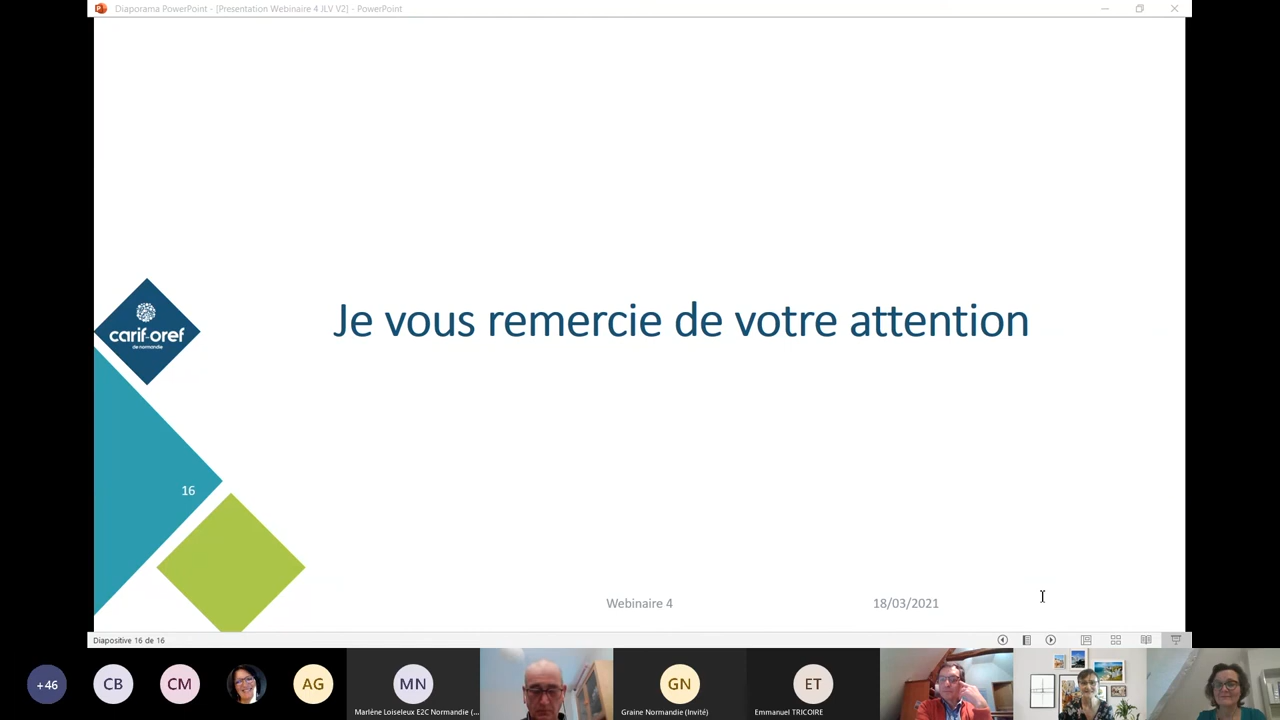 Diaporama PowerPoint - [Presentation Webinaire 4 JLV V2] - PowerPoint
Je vous remercie de votre attention
carif-oref
de normandie
16
Webinaire 4
18/03/2021
Diapositive 16 de 16
+46
CB
CM
AG
MN
GN
ET
Marlène Loiseleux E2C Normandie (...
Graine Normandie (Invité)
Emmanuel TRICOIRE